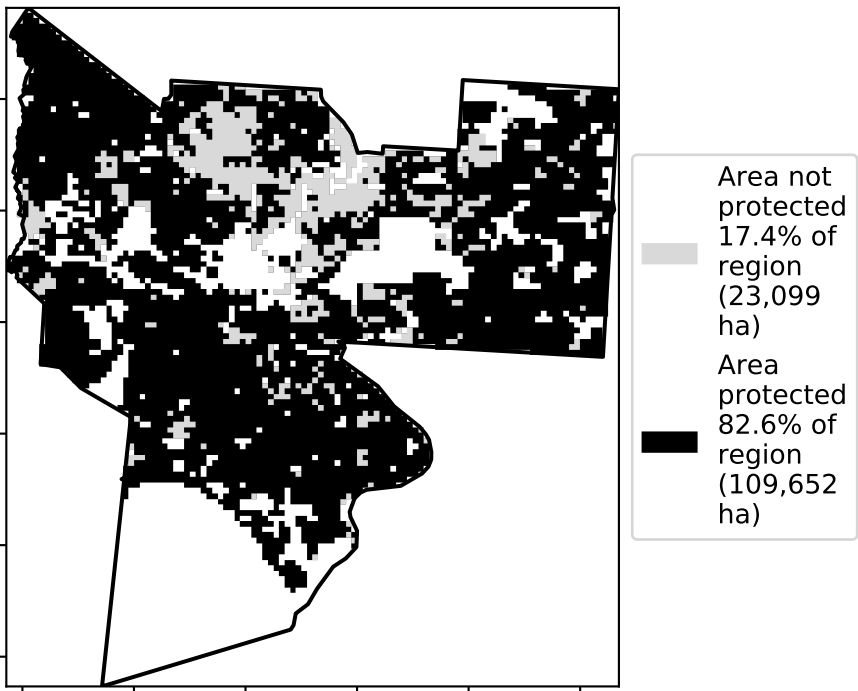 Area not
protected
17.4% of
region
(23,099
ha)
Area
protected
82.6% of
region
(109,652
ha)